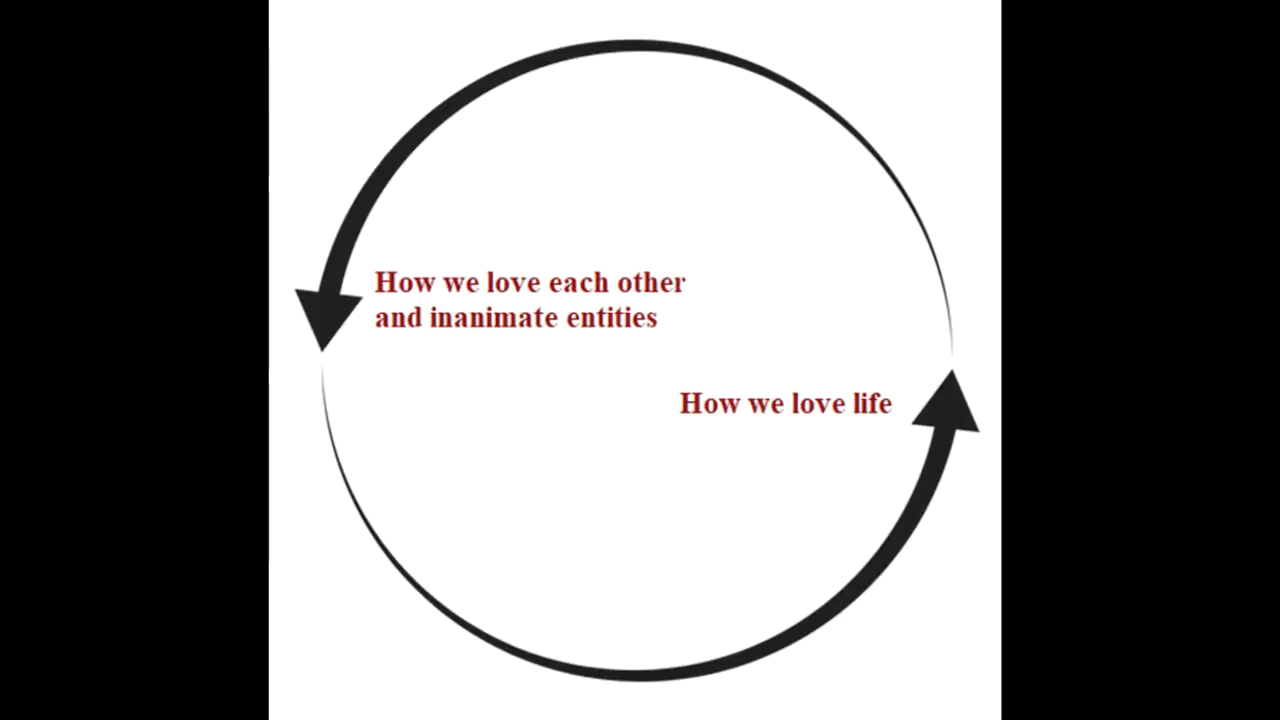 How we love each other
and inanimate entities
How we love life